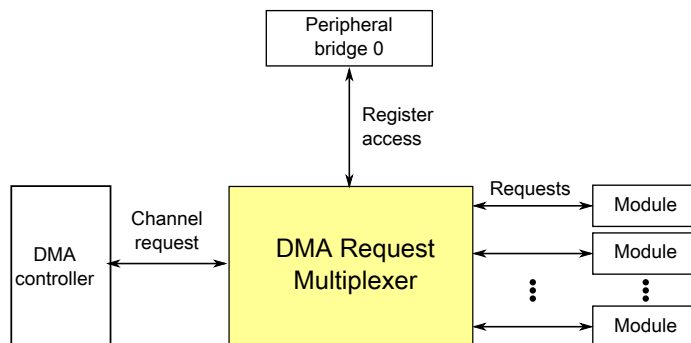 Peripheral
bridge 0
Register
access
Requests
Module
Channel
request
DMA
controller
DMA Request
Multiplexer
Module
Module